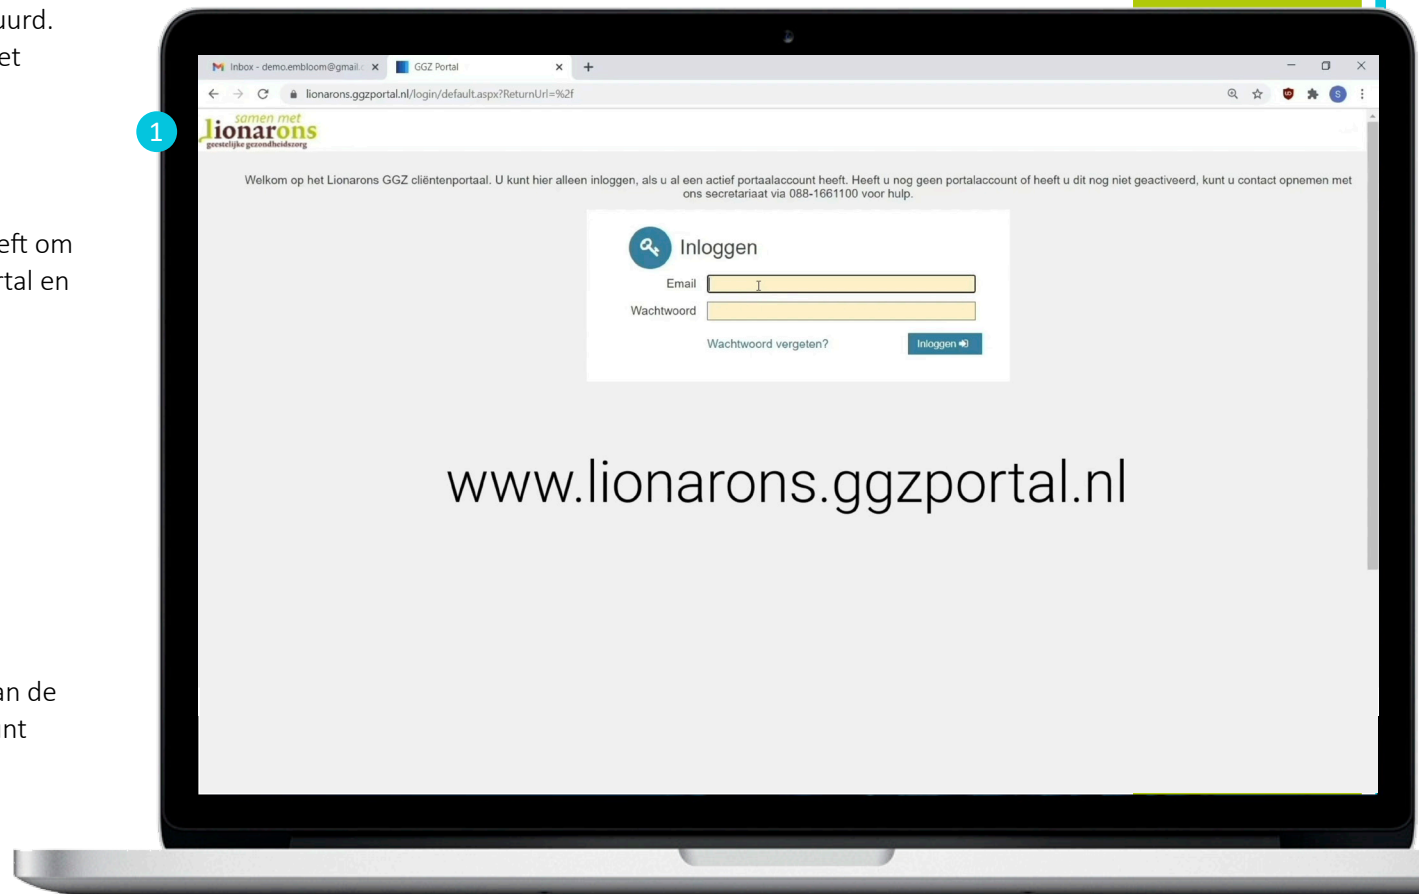 uurd.
et
eft om
rtal en
an de
unt
1
Inbox - demo.embloom@gmail.c
GGZ Portal
lionarons.ggzportal.nl/login/default.aspx?ReturnUrl=%2f
S
samen met
lionarons
geestelijke gezondheidszorg
Welkom op het Lionarons GGZ cliëntenportaal. U kunt hier alleen inloggen, als u al een actief portaalaccount heeft. Heeft u nog geen portalaccount of heeft u dit nog niet geactiveerd, kunt u contact opnemen met
ons secretariaat via 088-1661100 voor hulp.
Inloggen
Email
Wachtwoord
Wachtwoord vergeten?
Inloggen
www.lionarons.ggzportal.nl